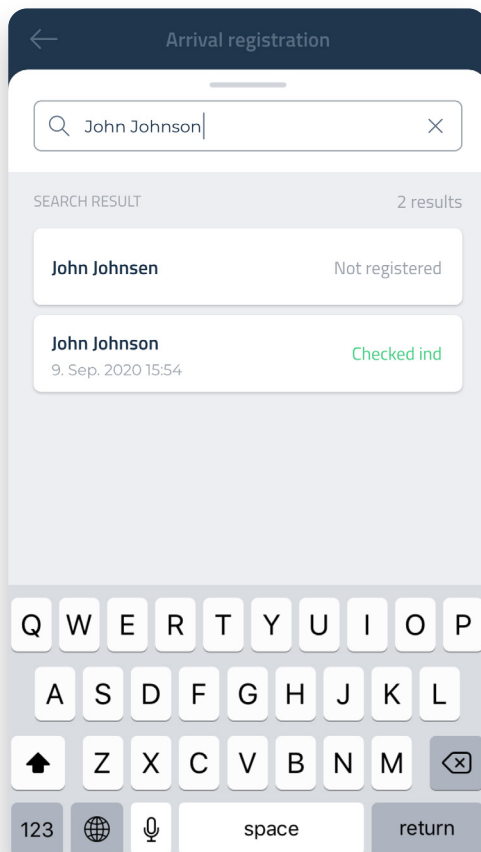 Arrival registration
John Johnson
SEARCH RESULT 2 results
John Johnsen Not registered
John Johnson
9. Sep. 2020 15:54
Checked ind
Q W E R T Y U I O P
A S D F G H J K L
Z X C V B N M
123 space return